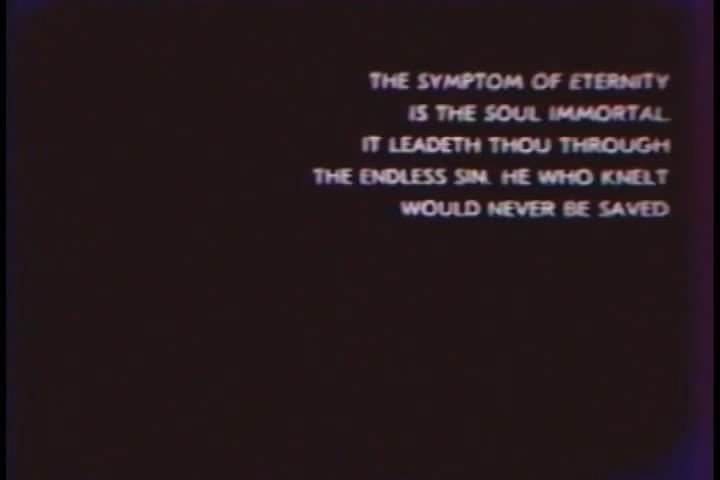 THE SYMPTOM OF ETERNITY
IS THE SOUL IMMORTAL.
IT LEADETH THOU THROUGH
THE ENDLESS SIN. HE WHO KNELT
WOULD NEVER BE SAVED